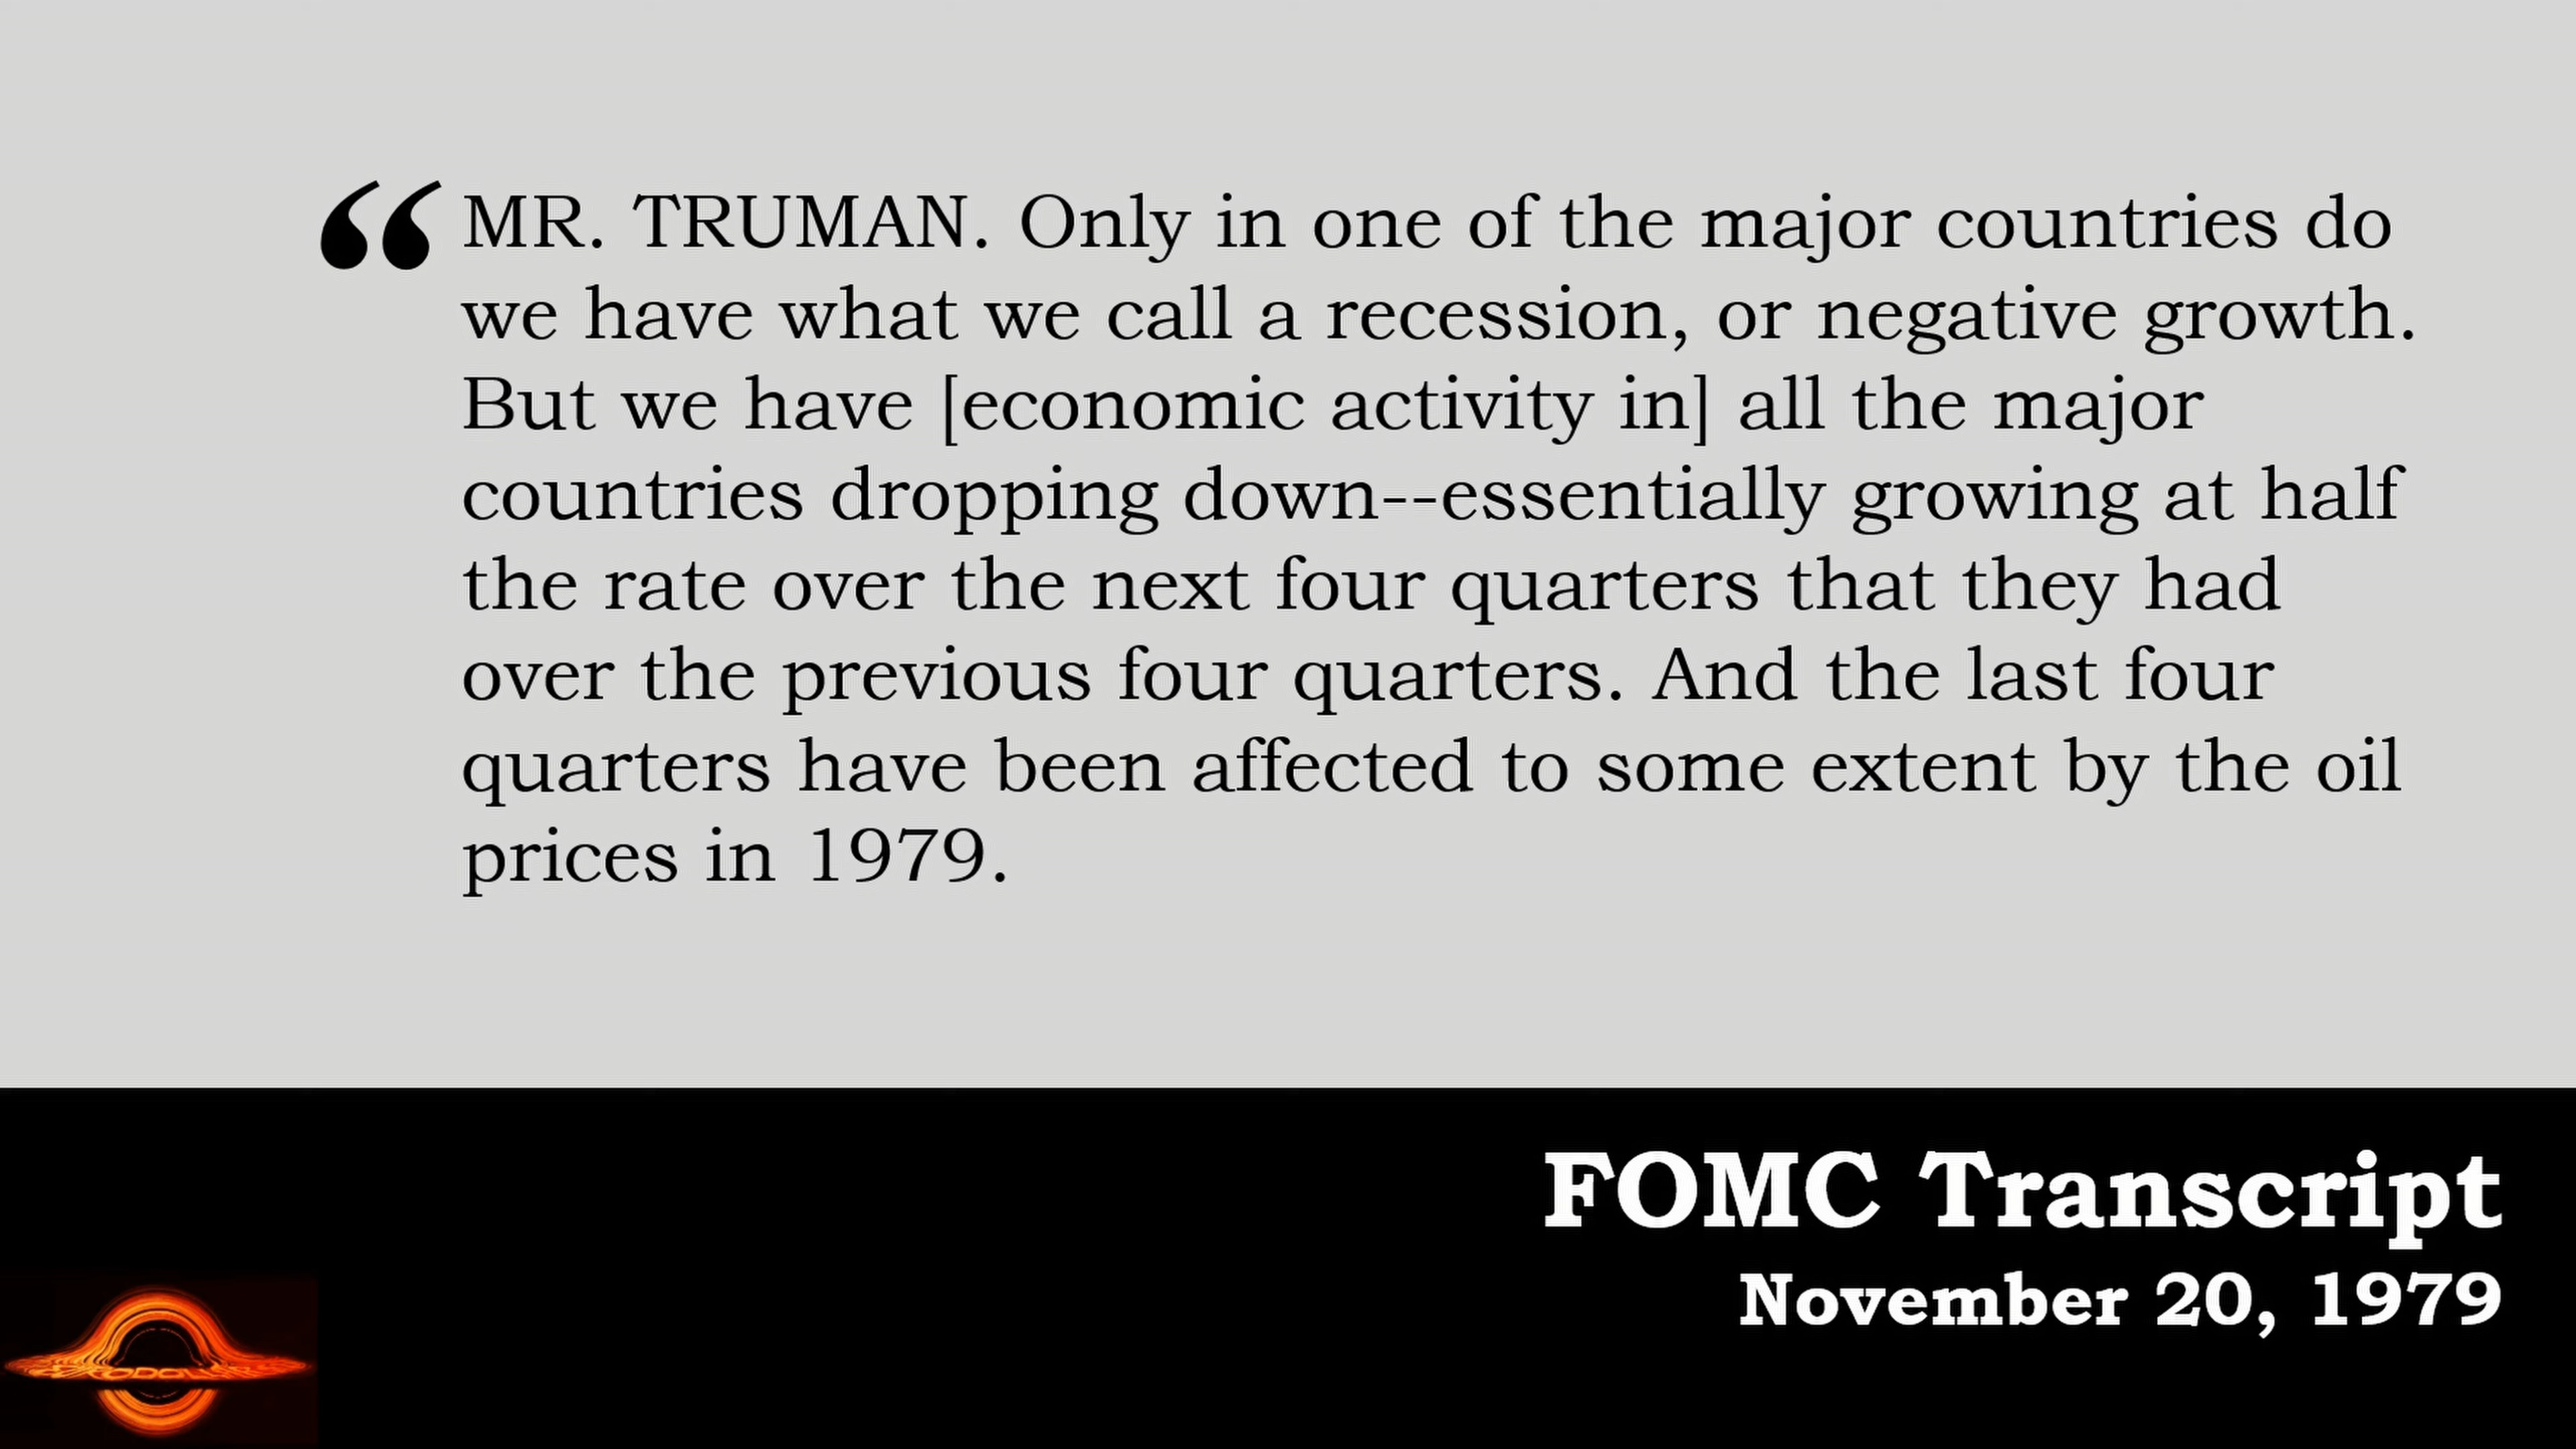 “MR. TRUMAN. Only in one of the major countries do
we have what we call a recession, or negative growth.
But we have [economic activity in] all the major
countries dropping down--essentially growing at half
the rate over the next four quarters that they had
over the previous four quarters. And the last four
quarters have been affected to some extent by the oil
prices in 1979.
FOMC Transcript
November 20, 1979